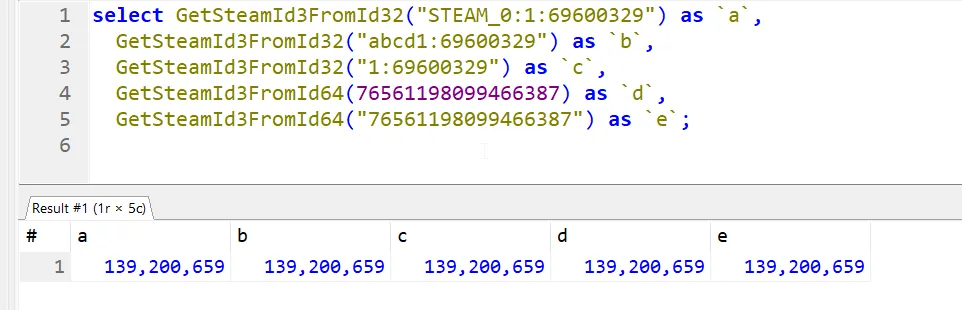 1 select GetSteamId3FromId32("STEAM_0:1:69600329") as `a`,
2 GetSteamId3FromId32("abcd1:69600329") as `b`,
3 GetSteamId3FromId32("1:69600329") as `c`,
4 GetSteamId3FromId64(76561198099466387) as `d`,
5 GetSteamId3FromId64("76561198099466387") as `e`;
6
Result #1 (1r × 5c)
# a b c d e
1 139,200,659 139,200,659 139,200,659 139,200,659 139,200,659